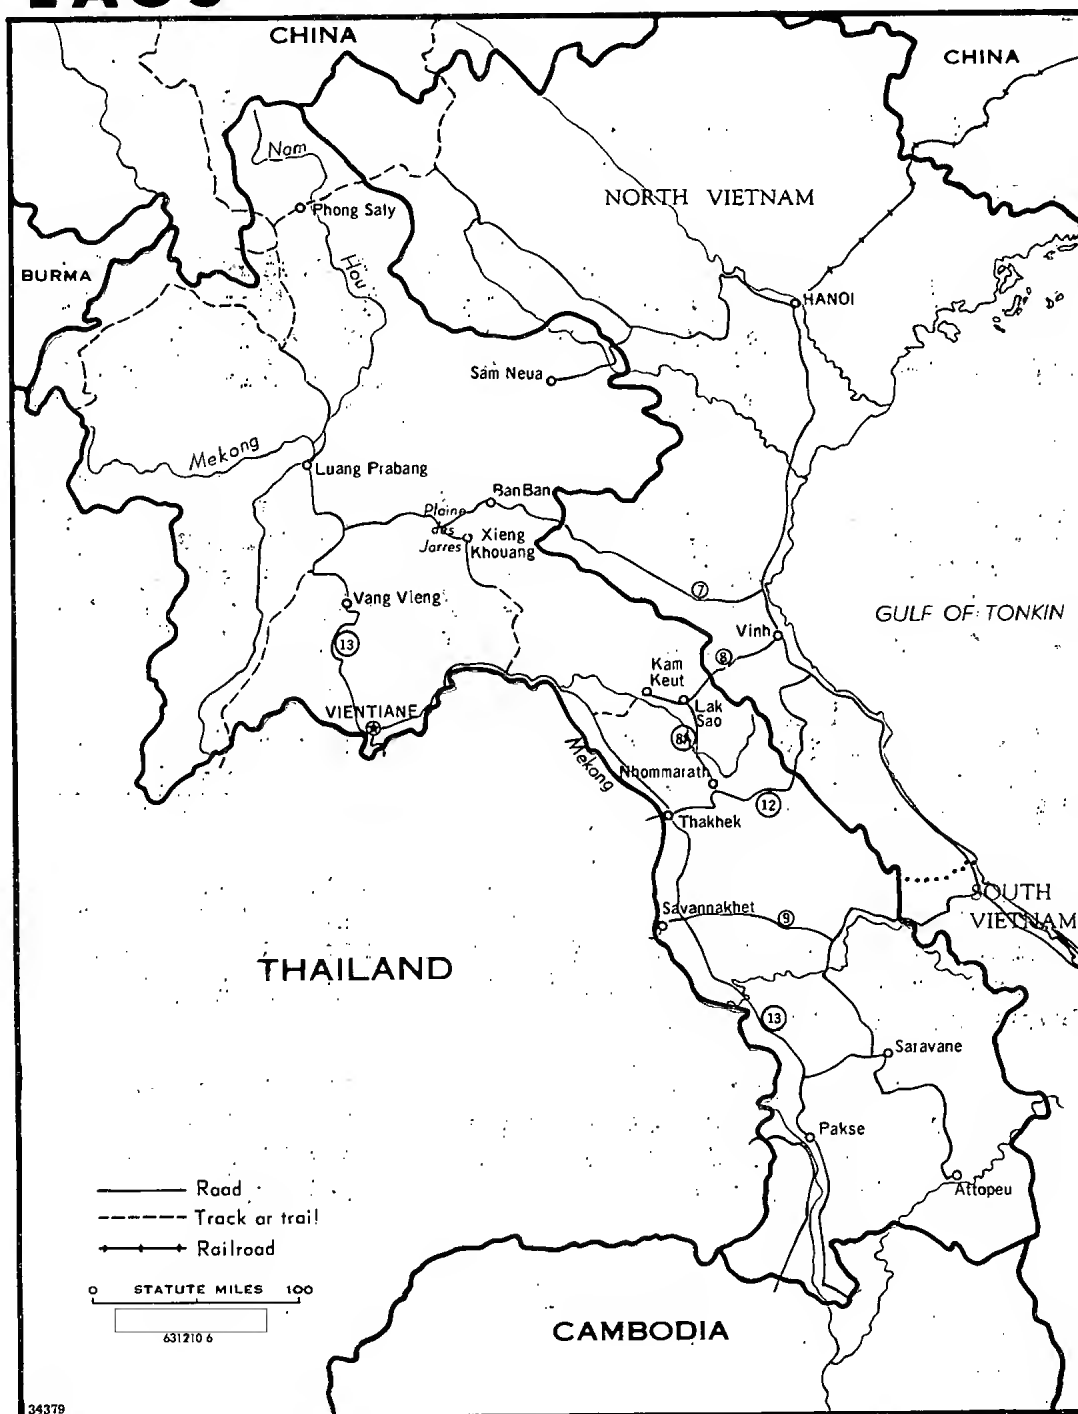 LAOS
CHINA
CHINA
Nam
NORTH VIETNAM
Phong Saly
Hou
BURMA
HANOI
Sam Neua
Mekong
Luang Prabang
Ban Ban
Plaine
des
Jarres
Xieng
Khouang
7
Vang Vieng
GULF OF TONKIN
Vinh
13
8
Kam
Keut
VIENTIANE
Lak
Sao
8A
Mekong
Nhommarath
12
Thakhek
SOUTH
VIETNAM
Savannakhet
9
THAILAND
13
Saravane
Pakse
Attopeu
Road
Track or trail
Railroad
0 STATUTE MILES 100
631210 6
CAMBODIA
34379